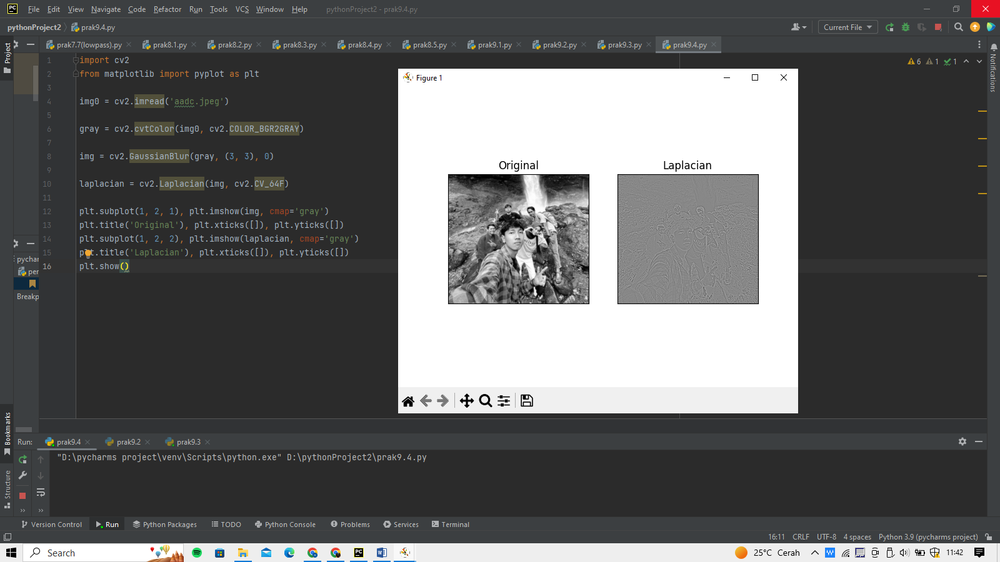 PC File Edit View Navigate Code Refactor Run Tools VCS Window Help pythonProject2 - prak9.4.py
pythonProject2 prak9.4.py Current File
Project prak7.7(lowpass).py prak8.1.py prak8.2.py prak8.3.py prak8.4.py prak8.5.py prak9.1.py prak9.2.py prak9.3.py prak9.4.py
Notifications
6 1 1
1 import cv2
2 from matplotlib import pyplot as plt
3
4 img0 = cv2.imread('aadc.jpeg')
5
6 gray = cv2.cvtColor(img0, cv2.COLOR_BGR2GRAY)
7
8 img = cv2.GaussianBlur(gray, (3, 3), 0)
9
10 laplacian = cv2.Laplacian(img, cv2.CV_64F)
11
12 plt.subplot(1, 2, 1), plt.imshow(img, cmap='gray')
13 plt.title('Original'), plt.xticks([]), plt.yticks([])
14 plt.subplot(1, 2, 2), plt.imshow(laplacian, cmap='gray')
15 plt.title('Laplacian'), plt.xticks([]), plt.yticks([])
16 plt.show()
Figure 1
Original Laplacian
pychar
per
Breakp
Bookmarks
Structure
Run: prak9.4 prak9.2 prak9.3
"D:\pycharms project\venv\Scripts\python.exe" D:\pythonProject2\prak9.4.py
Version Control Run Python Packages TODO Python Console Problems Services Terminal
16:11 CRLF UTF-8 4 spaces Python 3.9 (pycharms project)
Search 25°C Cerah 11:42